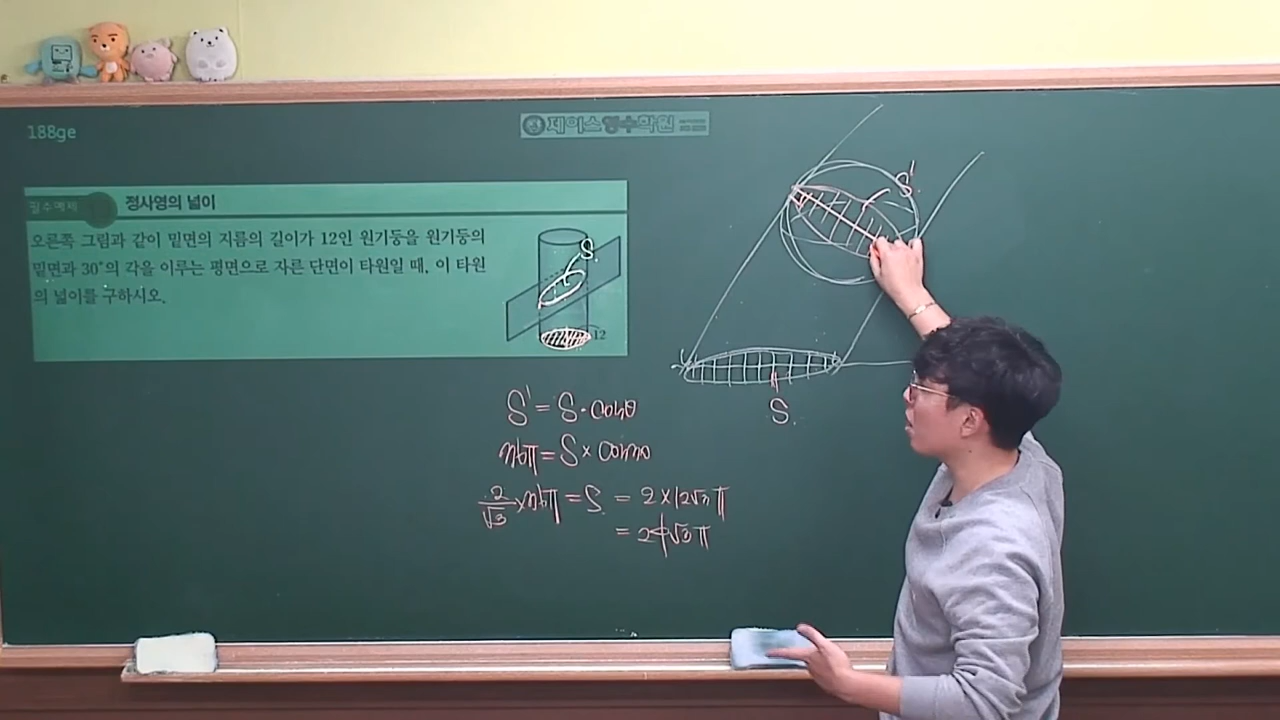 188ge
제이스영수학원
필수예제
정사영의 넓이
오른쪽 그림과 같이 밑면의 지름의 길이가 12인 원기둥을 원기둥의
밑면과 30°의 각을 이루는 평면으로 자른 단면이 타원일 때, 이 타원
의 넓이를 구하시오.
S
12
S'
S.
S' = S · cosθ
36π = S × cos30
2/√3 × 36π = S = 2 × 12√3 π
= 24√3 π